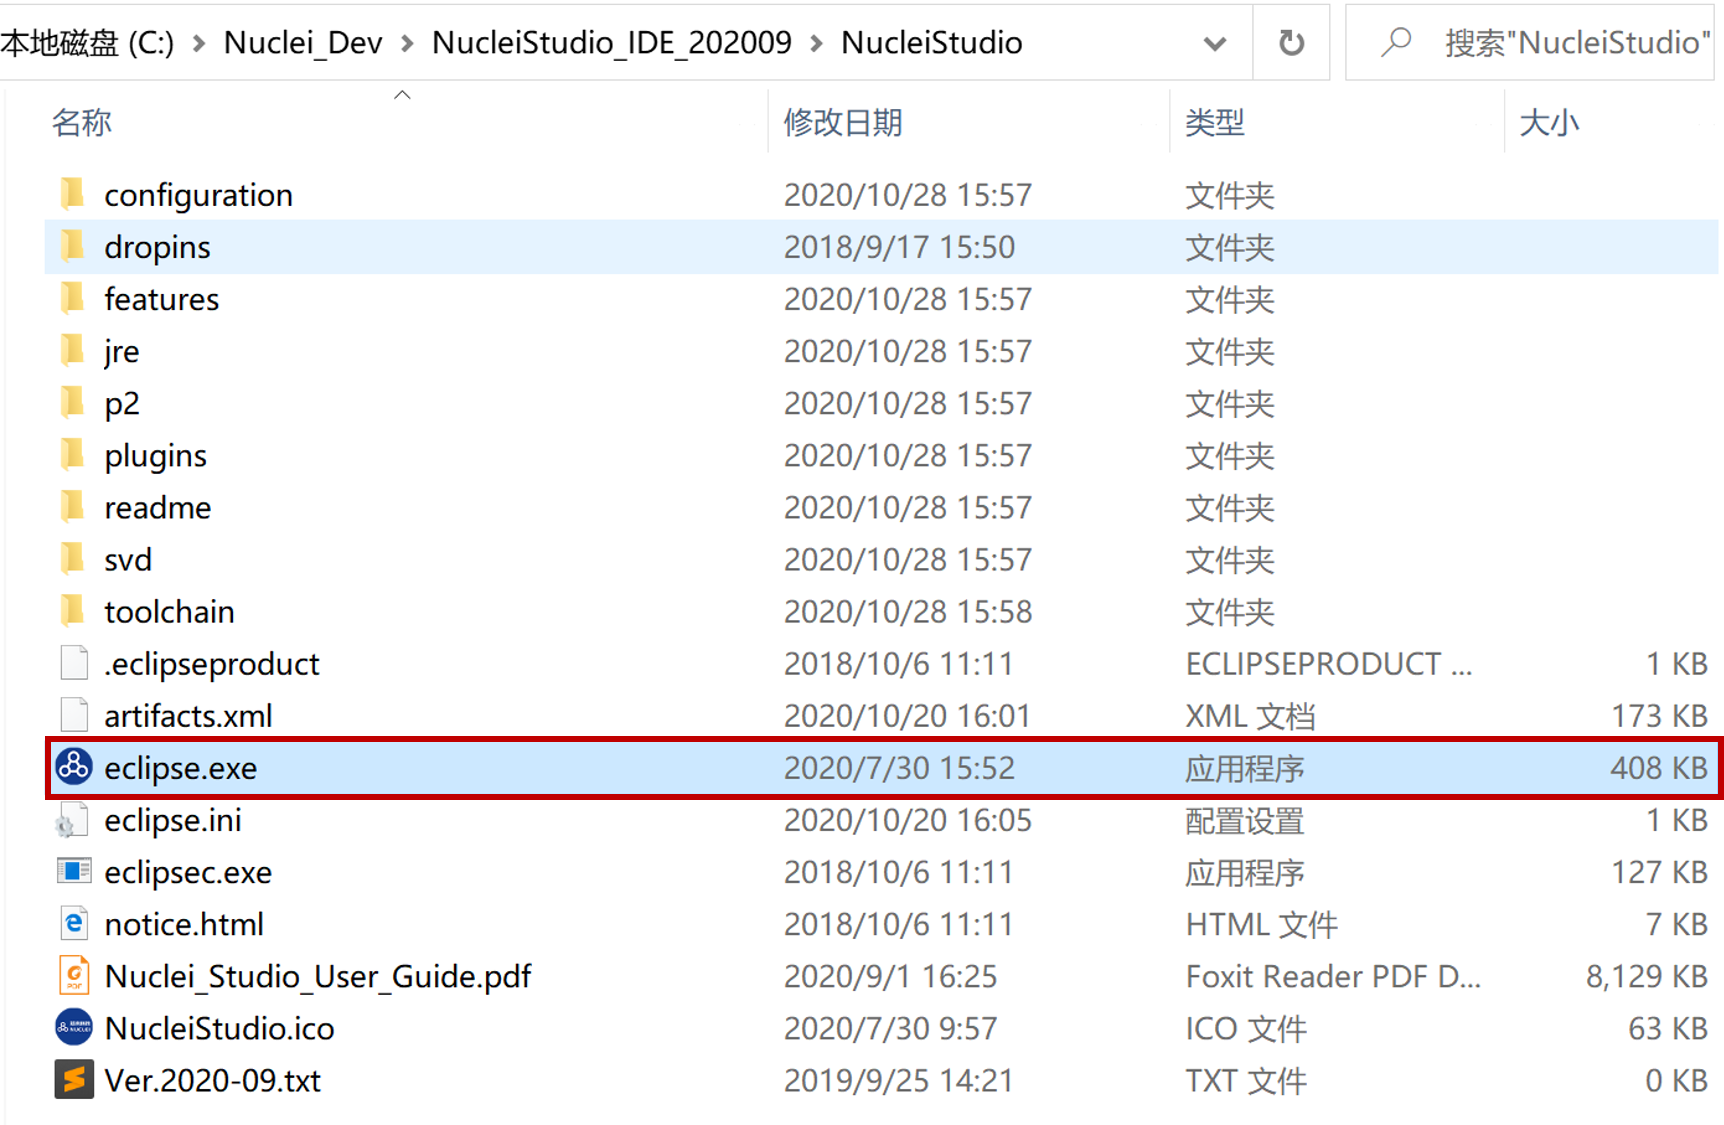 本地磁盘 (C:) > Nuclei_Dev > NucleiStudio_IDE_202009 > NucleiStudio 搜索"NucleiStudio"
名称 修改日期 类型 大小
configuration 2020/10/28 15:57 文件夹
dropins 2018/9/17 15:50 文件夹
features 2020/10/28 15:57 文件夹
jre 2020/10/28 15:57 文件夹
p2 2020/10/28 15:57 文件夹
plugins 2020/10/28 15:57 文件夹
readme 2020/10/28 15:57 文件夹
svd 2020/10/28 15:57 文件夹
toolchain 2020/10/28 15:58 文件夹
.eclipseproduct 2018/10/6 11:11 ECLIPSEPRODUCT ... 1 KB
artifacts.xml 2020/10/20 16:01 XML 文档 173 KB
eclipse.exe 2020/7/30 15:52 应用程序 408 KB
eclipse.ini 2020/10/20 16:05 配置设置 1 KB
eclipsec.exe 2018/10/6 11:11 应用程序 127 KB
notice.html 2018/10/6 11:11 HTML 文件 7 KB
Nuclei_Studio_User_Guide.pdf 2020/9/1 16:25 Foxit Reader PDF D... 8,129 KB
NucleiStudio.ico 2020/7/30 9:57 ICO 文件 63 KB
Ver.2020-09.txt 2019/9/25 14:21 TXT 文件 0 KB